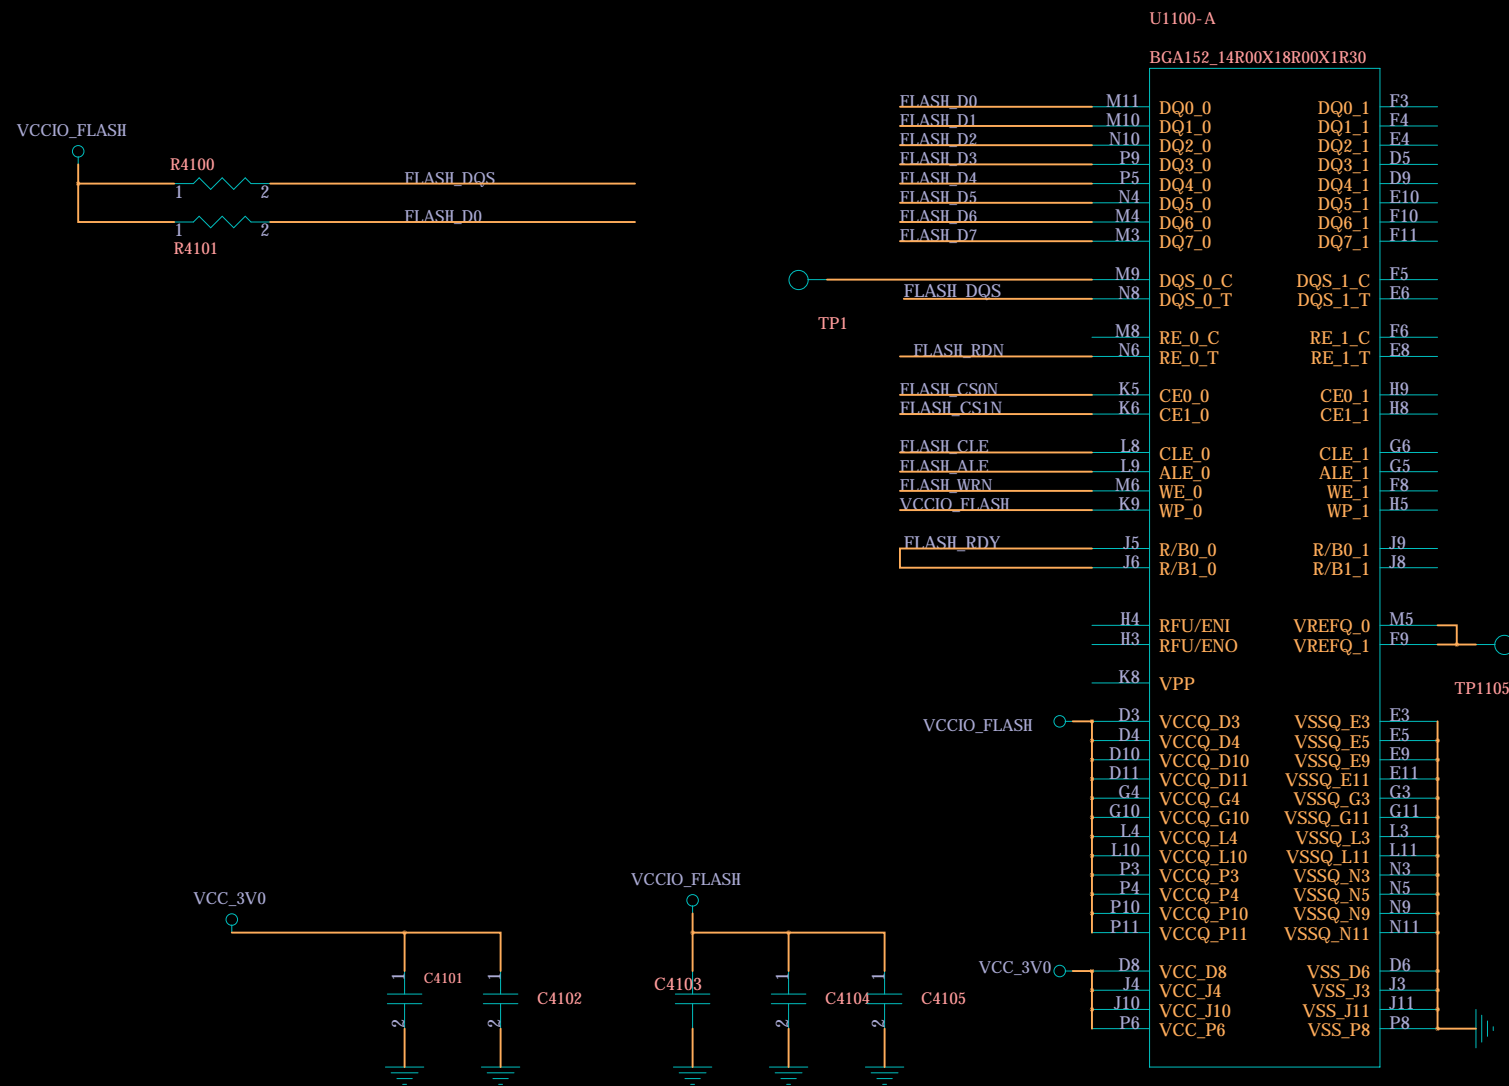 U1100-A
BGA152_14R00X18R00X1R30
VCCIO_FLASH
R4100
1 2 FLASH_DQS
1 2 FLASH_D0
R4101
FLASH_D0 M11 DQ0_0 DQ0_1 F3
FLASH_D1 M10 DQ1_0 DQ1_1 F4
FLASH_D2 N10 DQ2_0 DQ2_1 E4
FLASH_D3 P9 DQ3_0 DQ3_1 D5
FLASH_D4 P5 DQ4_0 DQ4_1 D9
FLASH_D5 N4 DQ5_0 DQ5_1 E10
FLASH_D6 M4 DQ6_0 DQ6_1 F10
FLASH_D7 M3 DQ7_0 DQ7_1 F11
M9 DQS_0_C DQS_1_C F5
FLASH_DQS N8 DQS_0_T DQS_1_T E6
TP1
M8 RE_0_C RE_1_C F6
FLASH_RDN N6 RE_0_T RE_1_T E8
FLASH_CS0N K5 CE0_0 CE0_1 H9
FLASH_CS1N K6 CE1_0 CE1_1 H8
FLASH_CLE L8 CLE_0 CLE_1 G6
FLASH_ALE L9 ALE_0 ALE_1 G5
FLASH_WRN M6 WE_0 WE_1 F8
VCCIO_FLASH K9 WP_0 WP_1 H5
FLASH_RDY J5 R/B0_0 R/B0_1 J9
J6 R/B1_0 R/B1_1 J8
H4 RFU/ENI VREFQ_0 M5
H3 RFU/ENO VREFQ_1 F9
K8 VPP
TP1105
VCCIO_FLASH D3 VCCQ_D3 VSSQ_E3 E3
D4 VCCQ_D4 VSSQ_E5 E5
D10 VCCQ_D10 VSSQ_E9 E9
D11 VCCQ_D11 VSSQ_E11 E11
G4 VCCQ_G4 VSSQ_G3 G3
G10 VCCQ_G10 VSSQ_G11 G11
L4 VCCQ_L4 VSSQ_L3 L3
L10 VCCQ_L10 VSSQ_L11 L11
P3 VCCQ_P3 VSSQ_N3 N3
P4 VCCQ_P4 VSSQ_N5 N5
P10 VCCQ_P10 VSSQ_N9 N9
P11 VCCQ_P11 VSSQ_N11 N11
VCC_3V0 D8 VCC_D8 VSS_D6 D6
J4 VCC_J4 VSS_J3 J3
J10 VCC_J10 VSS_J11 J11
P6 VCC_P6 VSS_P8 P8
VCC_3V0
VCCIO_FLASH
1 C4101 1 C4103 1 1
C4102 C4104 C4105
2 2 2 2